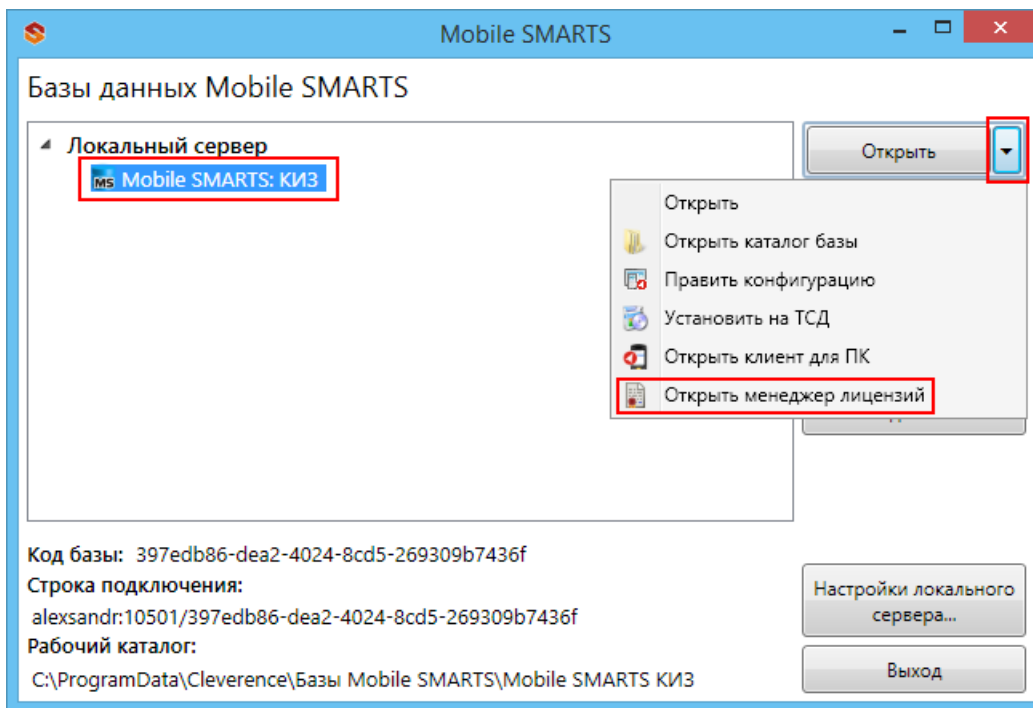 Mobile SMARTS
Базы данных Mobile SMARTS
Локальный сервер
MS Mobile SMARTS: КИЗ
Открыть
Открыть
Открыть каталог базы
Править конфигурацию
Установить на ТСД
Открыть клиент для ПК
Открыть менеджер лицензий
Код базы: 397edb86-dea2-4024-8cd5-269309b7436f
Строка подключения:
alexsandr:10501/397edb86-dea2-4024-8cd5-269309b7436f
Рабочий каталог:
C:\ProgramData\Cleverence\Базы Mobile SMARTS\Mobile SMARTS КИЗ
Настройки локального
сервера...
Выход